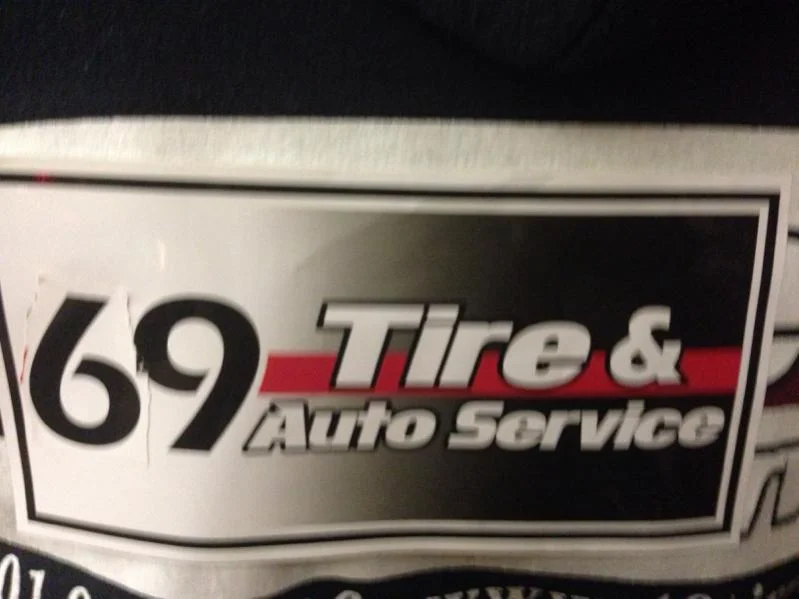 69 Tire &
Auto Service